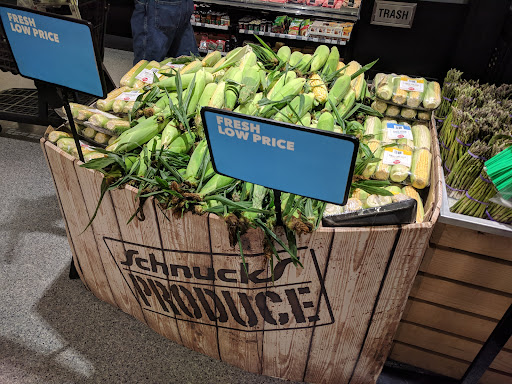 FRESH
LOW PRICE
TRASH
FRESH
LOW PRICE
Schnucks
PRODUCE